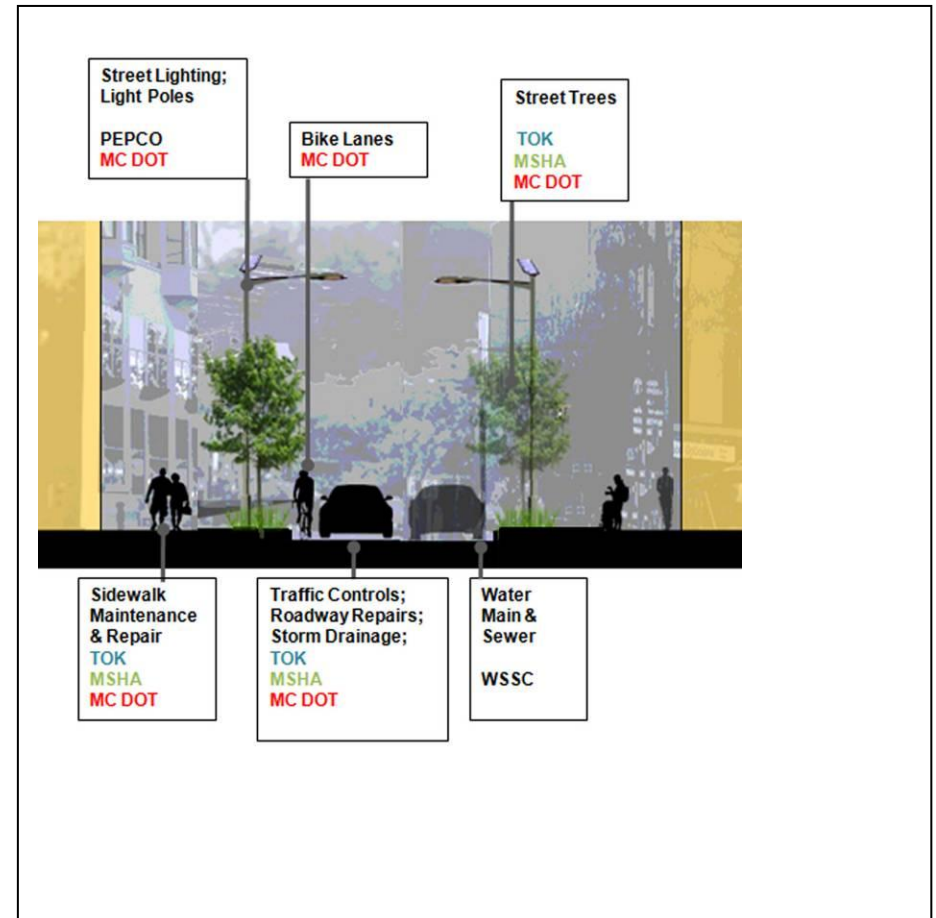 Street Lighting;
Light Poles
PEPCO
MC DOT
Bike Lanes
MC DOT
Street Trees
TOK
MSHA
MC DOT
Sidewalk
Maintenance
& Repair
TOK
MSHA
MC DOT
Traffic Controls;
Roadway Repairs;
Storm Drainage;
TOK
MSHA
MC DOT
Water
Main &
Sewer
WSSC